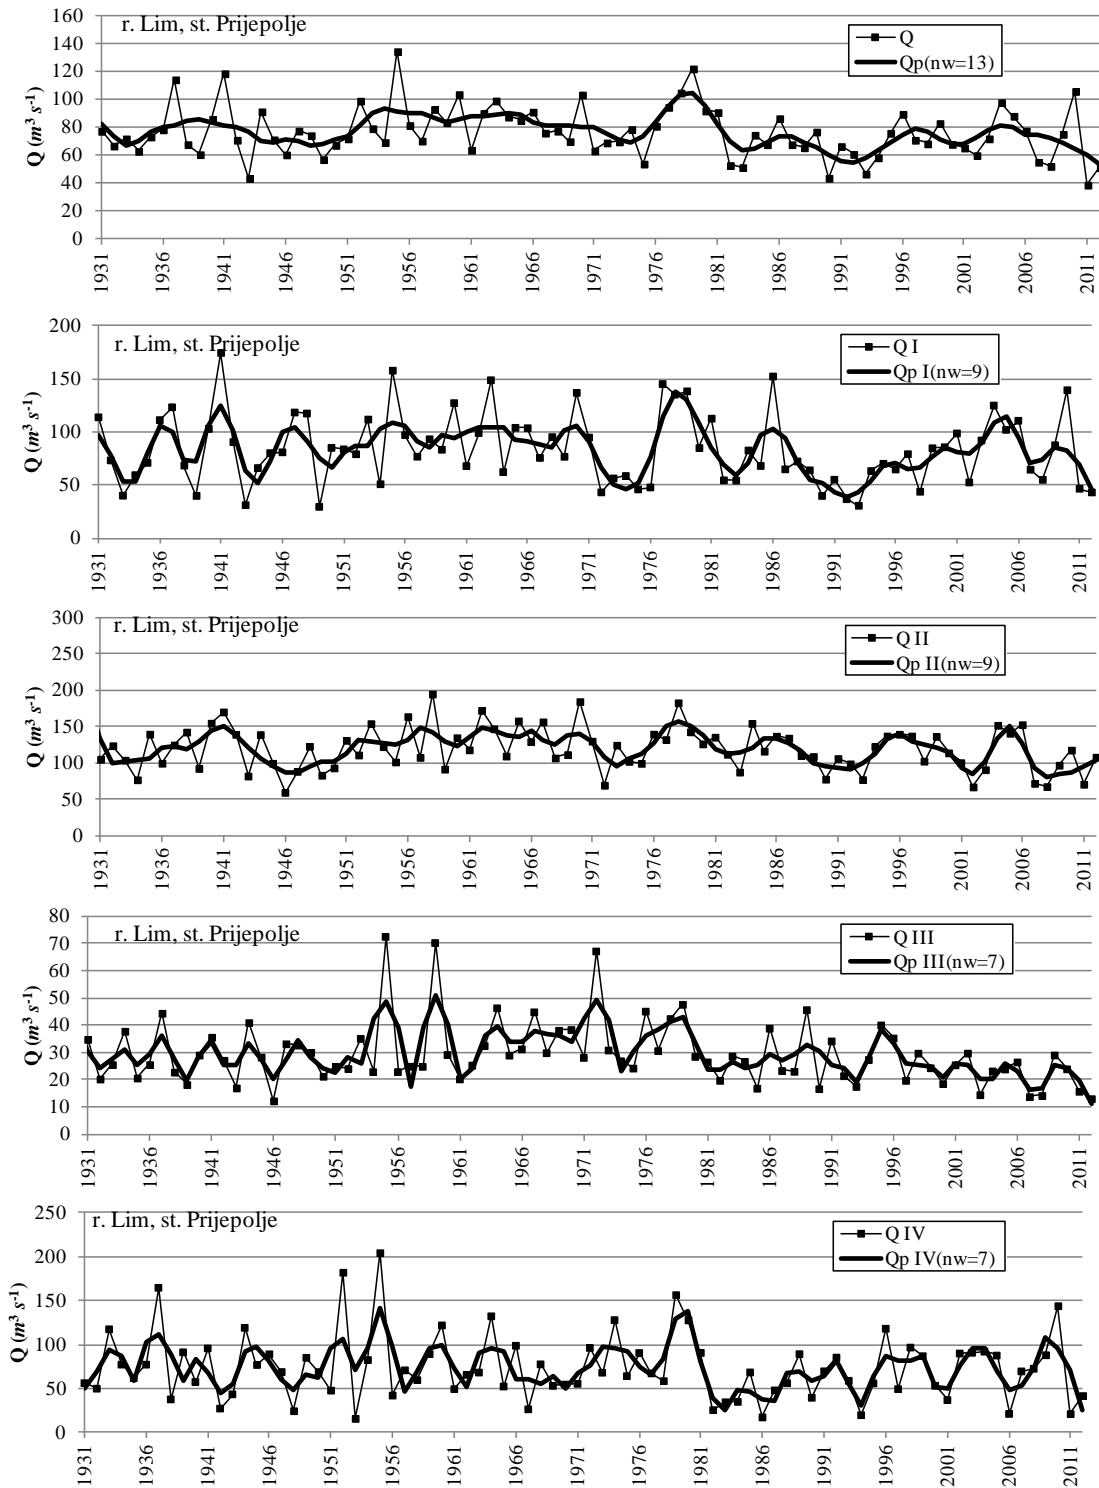 r. Lim, st. Prijepolje
Q (m³ s⁻¹)
160
140
120
100
80
60
40
20
0
Q
Qp(nw=13)
1931 1936 1941 1946 1951 1956 1961 1966 1971 1976 1981 1986 1991 1996 2001 2006 2011
r. Lim, st. Prijepolje
Q (m³ s⁻¹)
200
150
100
50
0
Q I
Qp I(nw=9)
1931 1936 1941 1946 1951 1956 1961 1966 1971 1976 1981 1986 1991 1996 2001 2006 2011
r. Lim, st. Prijepolje
Q (m³ s⁻¹)
300
250
200
150
100
50
0
Q II
Qp II(nw=9)
1931 1936 1941 1946 1951 1956 1961 1966 1971 1976 1981 1986 1991 1996 2001 2006 2011
r. Lim, st. Prijepolje
Q (m³ s⁻¹)
80
70
60
50
40
30
20
10
0
Q III
Qp III(nw=7)
1931 1936 1941 1946 1951 1956 1961 1966 1971 1976 1981 1986 1991 1996 2001 2006 2011
r. Lim, st. Prijepolje
Q (m³ s⁻¹)
250
200
150
100
50
0
Q IV
Qp IV(nw=7)
1931 1936 1941 1946 1951 1956 1961 1966 1971 1976 1981 1986 1991 1996 2001 2006 2011